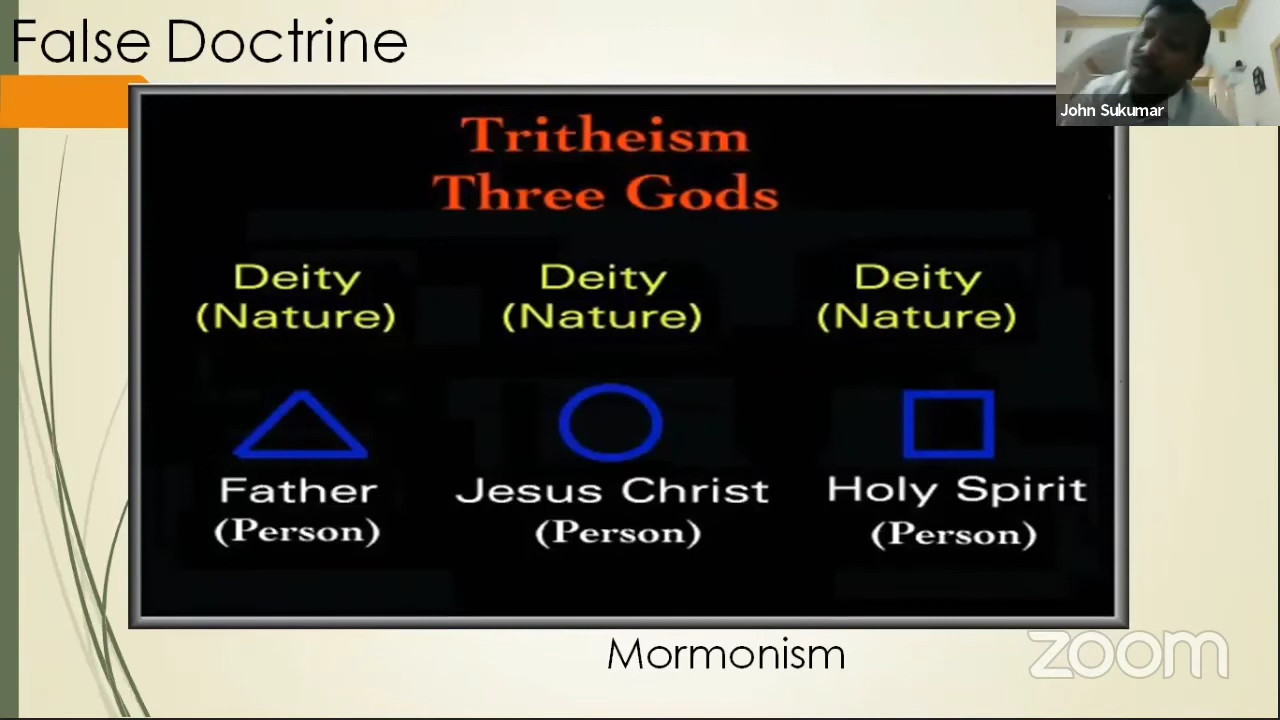 False Doctrine
John Sukumar
Tritheism
Three Gods
Deity Deity Deity
(Nature) (Nature) (Nature)
Father Jesus Christ Holy Spirit
(Person) (Person) (Person)
Mormonism
zoom